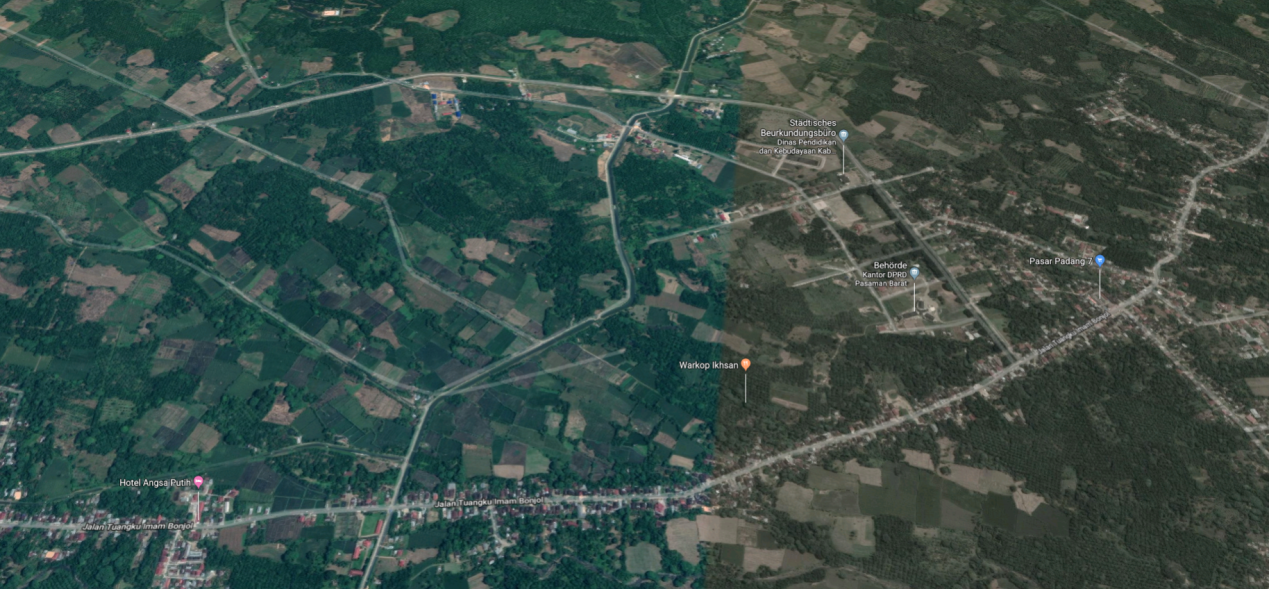 Städtisches
Beurkundungsbüro
Dinas Pendidikan
dan Kebudayaan Kab...
Behörde
Kantor DPRD
Pasaman Barat
Pasar Padang 7
Warkop Ikhsan
Hotel Angsa Putih
Jalan Tuangku Imam Bonjol
Jalan Tuangku Imam Bonjol